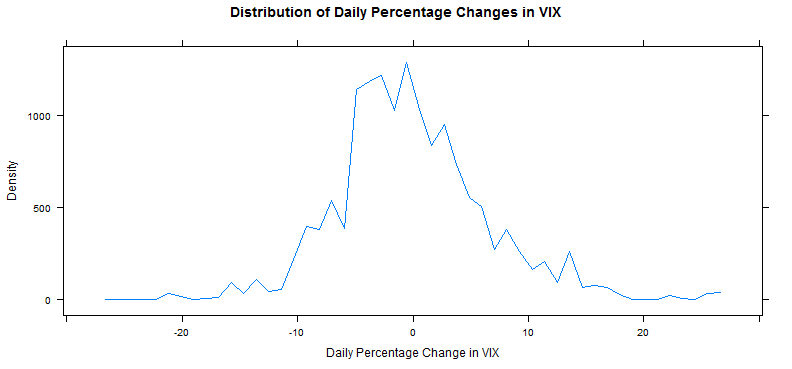 Distribution of Daily Percentage Changes in VIX
Density
1000
500
0
-20 -10 0 10 20
Daily Percentage Change in VIX